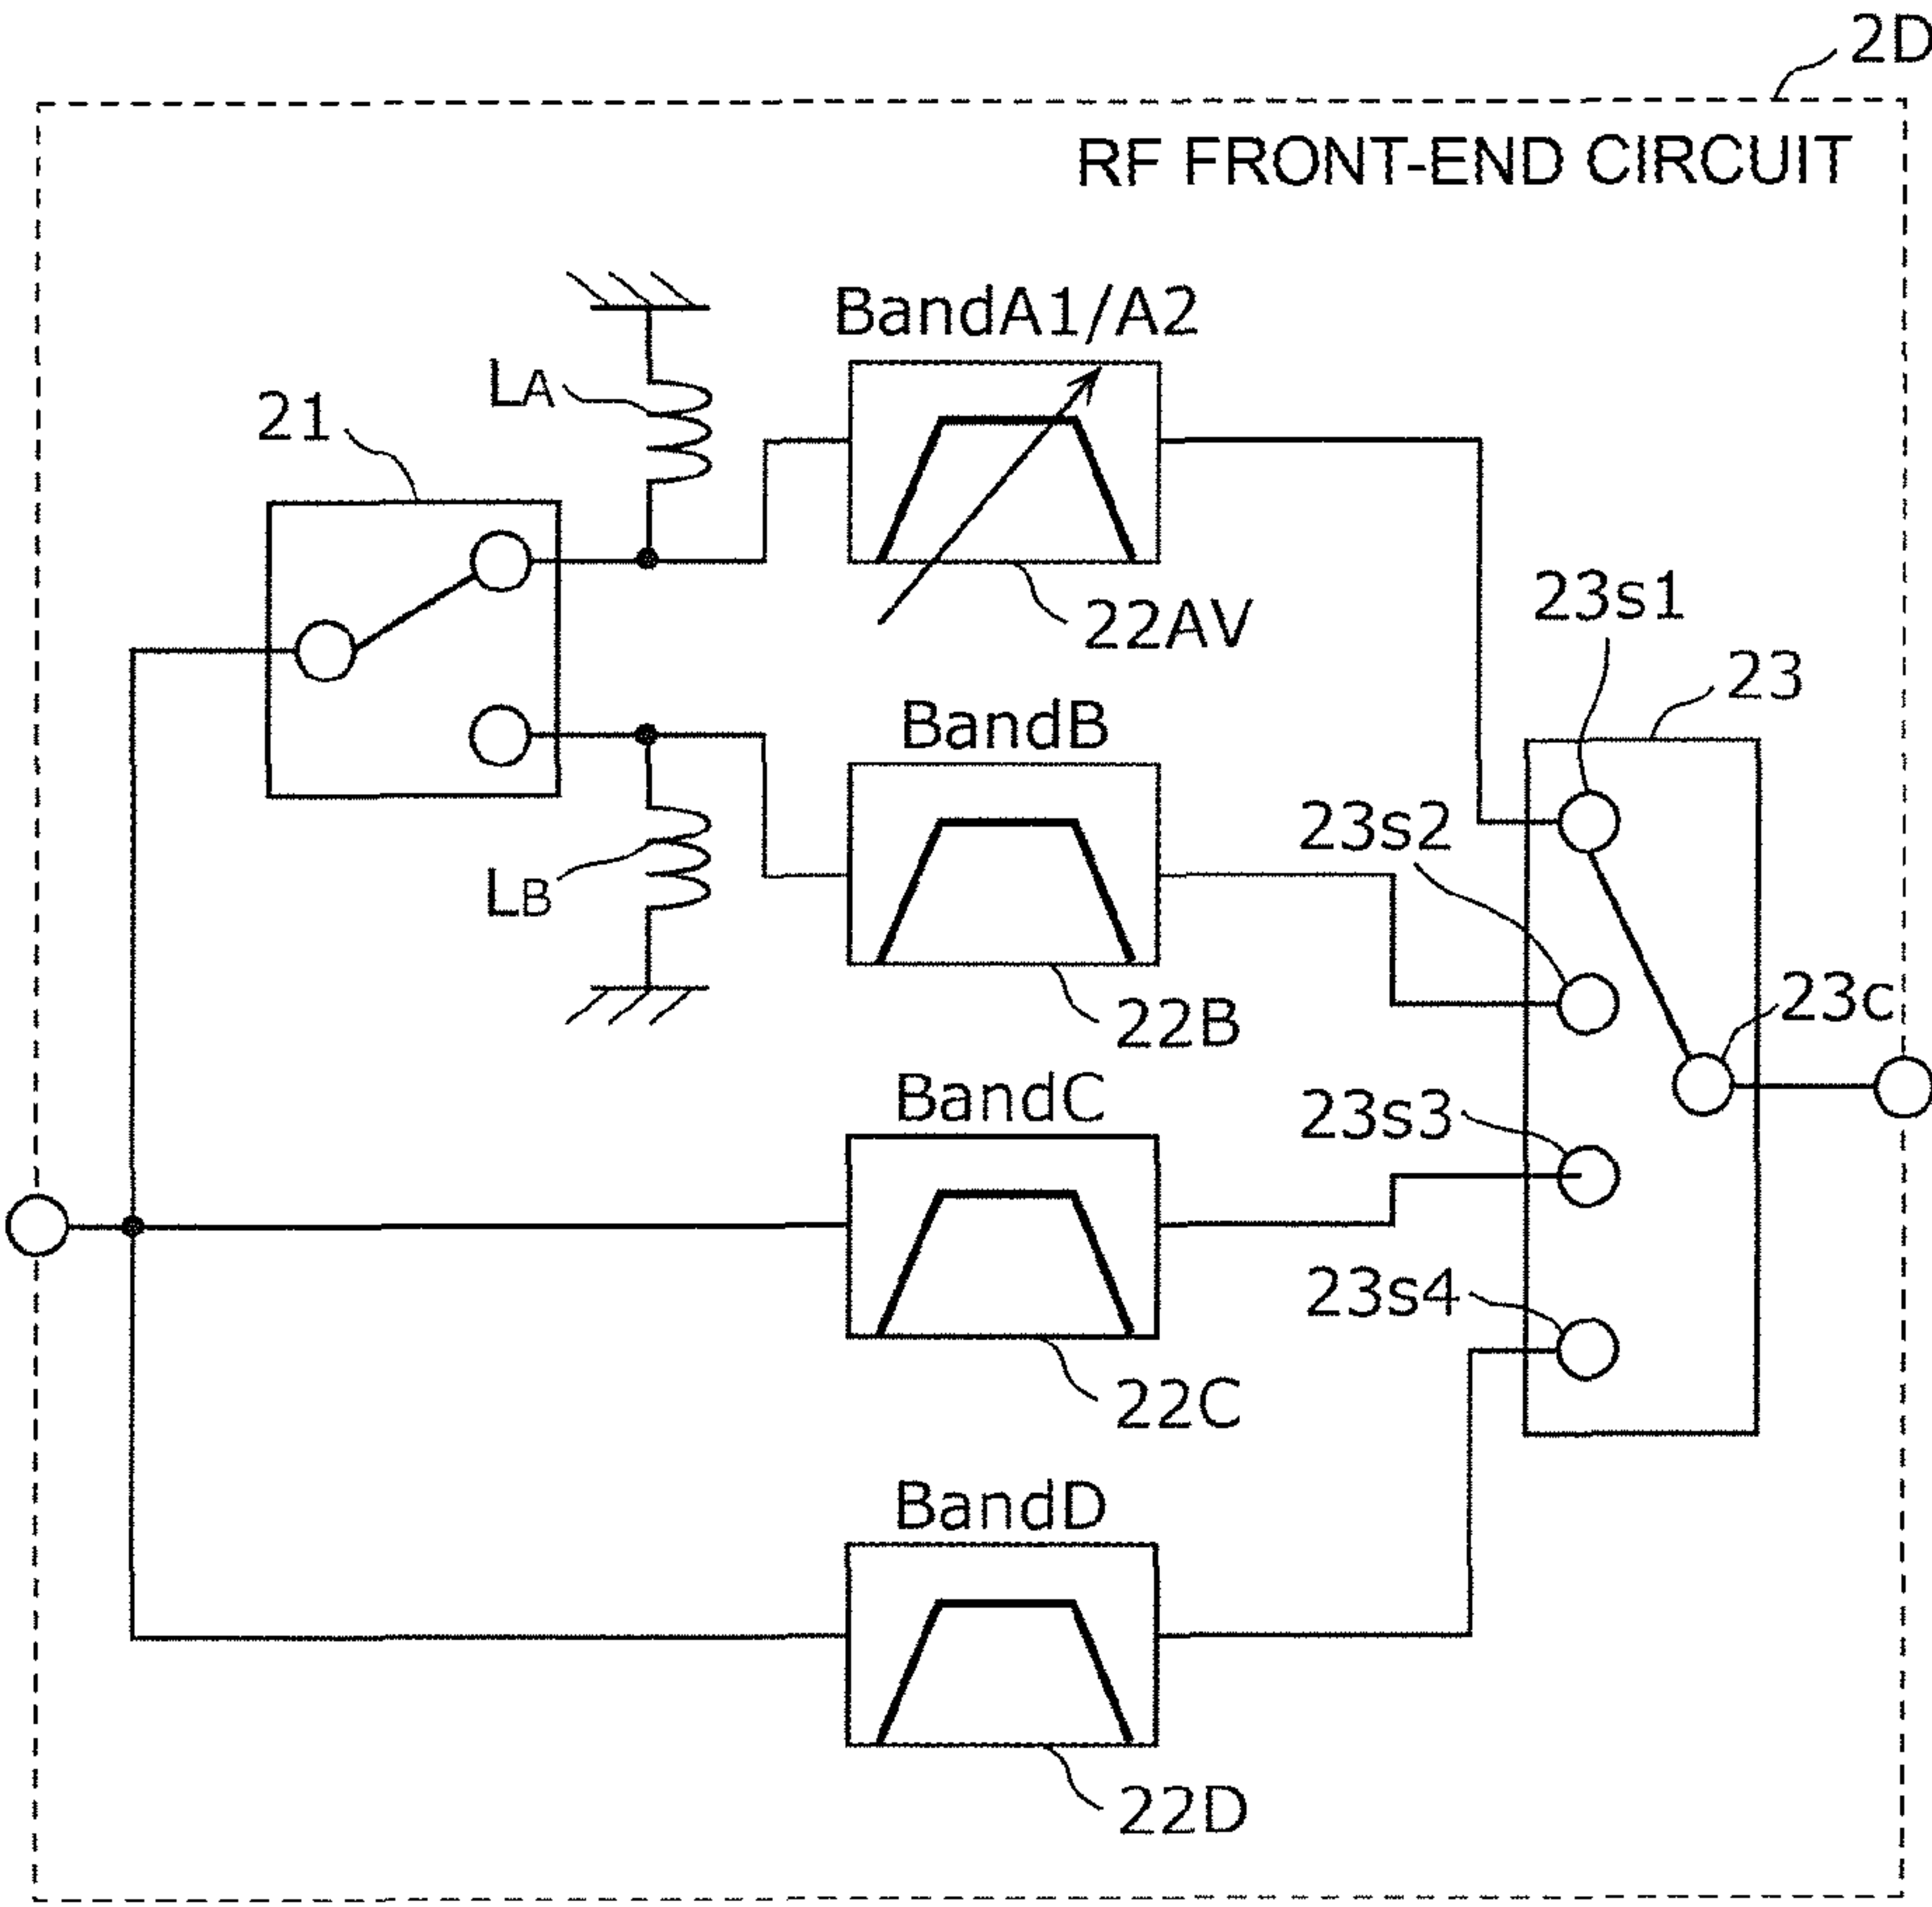 2D
RF FRONT-END CIRCUIT
BandA1/A2
LA
21
22AV
23s1
23
BandB
23s2
LB
23c
22B
BandC
23s3
23s4
22C
BandD
22D